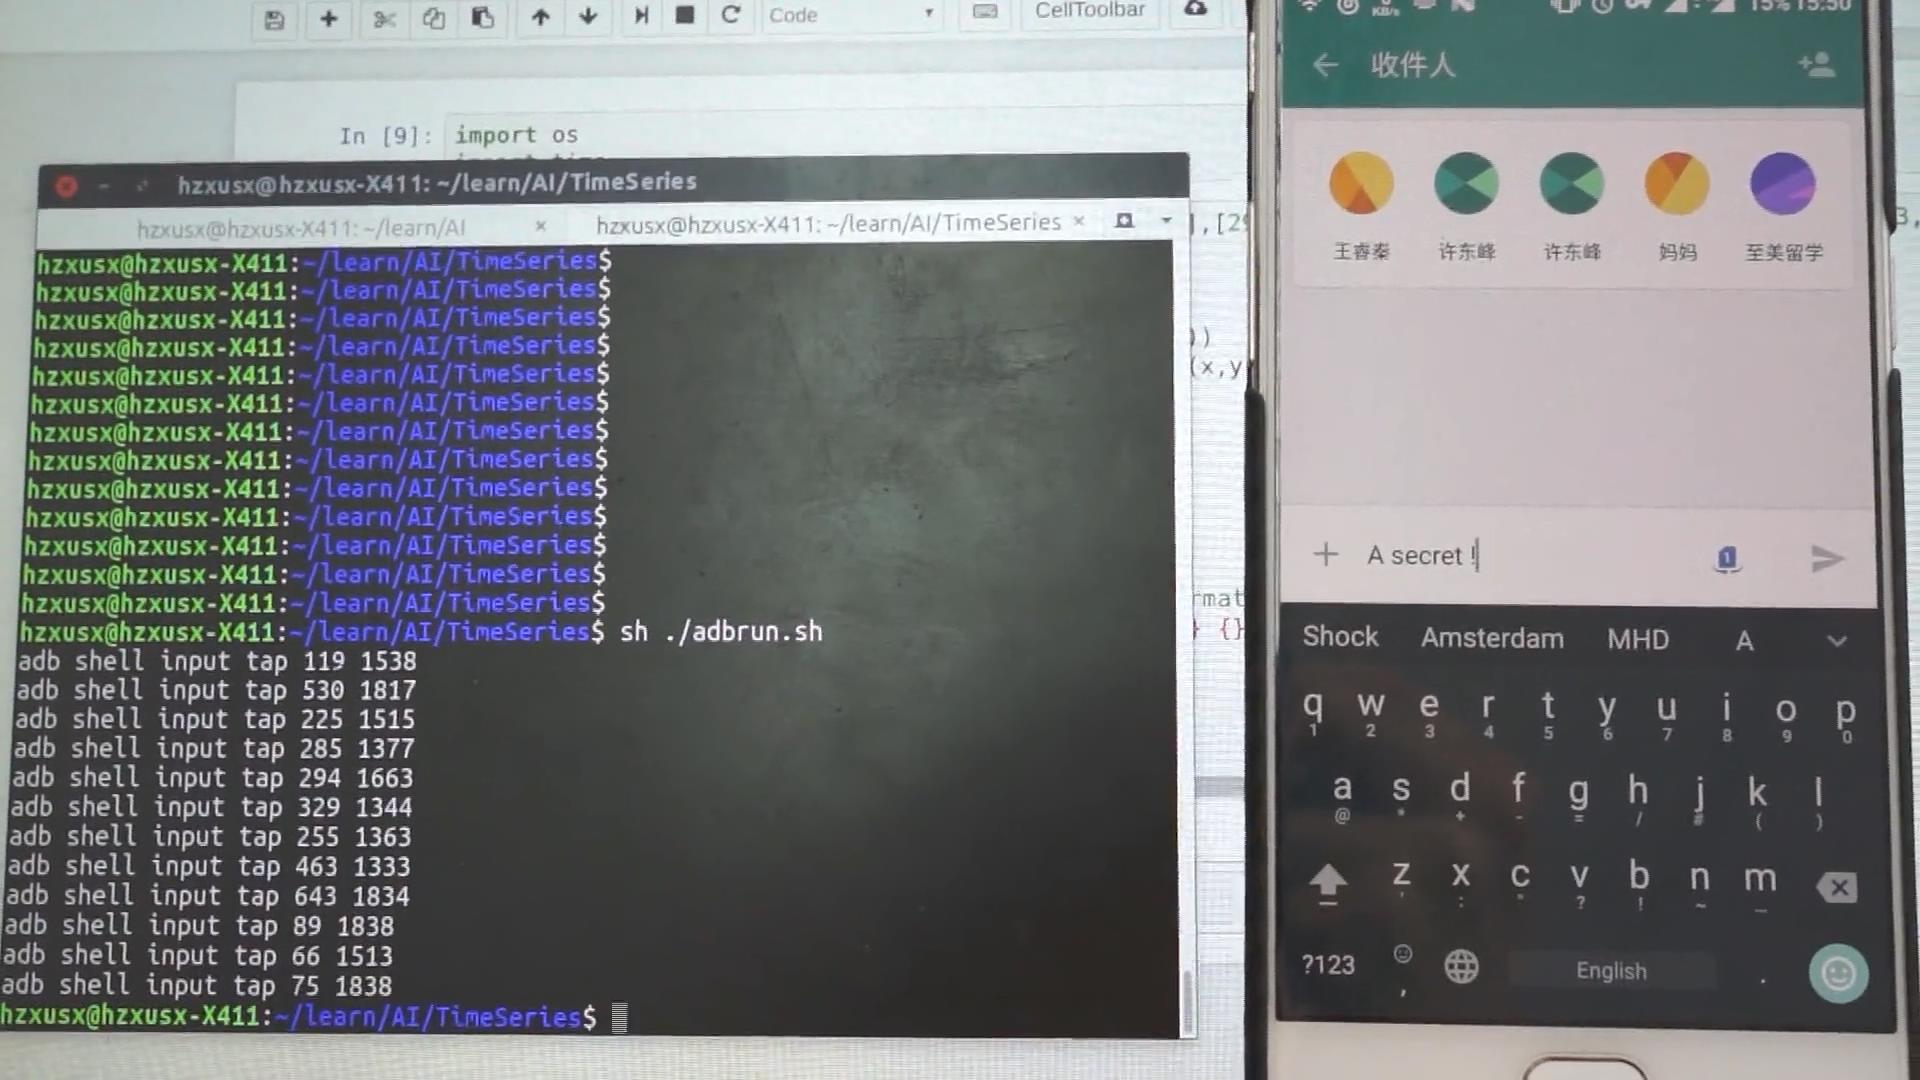 Code
CellToolbar
In [9]:
import os
hzxusx@hzxusx-X411: ~/learn/AI/TimeSeries
hzxusx@hzxusx-X411: ~/learn/AI ×
hzxusx@hzxusx-X411: ~/learn/AI/TimeSeries ×
hzxusx@hzxusx-X411:~/learn/AI/TimeSeries$
hzxusx@hzxusx-X411:~/learn/AI/TimeSeries$
hzxusx@hzxusx-X411:~/learn/AI/TimeSeries$
hzxusx@hzxusx-X411:~/learn/AI/TimeSeries$
hzxusx@hzxusx-X411:~/learn/AI/TimeSeries$
hzxusx@hzxusx-X411:~/learn/AI/TimeSeries$
hzxusx@hzxusx-X411:~/learn/AI/TimeSeries$
hzxusx@hzxusx-X411:~/learn/AI/TimeSeries$
hzxusx@hzxusx-X411:~/learn/AI/TimeSeries$
hzxusx@hzxusx-X411:~/learn/AI/TimeSeries$
hzxusx@hzxusx-X411:~/learn/AI/TimeSeries$
hzxusx@hzxusx-X411:~/learn/AI/TimeSeries$
hzxusx@hzxusx-X411:~/learn/AI/TimeSeries$
hzxusx@hzxusx-X411:~/learn/AI/TimeSeries$ sh ./adbrun.sh
adb shell input tap 119 1538
adb shell input tap 530 1817
adb shell input tap 225 1515
adb shell input tap 285 1377
adb shell input tap 294 1663
adb shell input tap 329 1344
adb shell input tap 255 1363
adb shell input tap 463 1333
adb shell input tap 643 1834
adb shell input tap 89 1838
adb shell input tap 66 1513
adb shell input tap 75 1838
hzxusx@hzxusx-X411:~/learn/AI/TimeSeries$
],[29
))
(x,y
rmat
{}
15% 15:50
收件人
王睿秦 许东峰 许东峰 妈妈 至美留学
A secret !
1
Shock Amsterdam MHD A
q w e r t y u i o p
1 2 3 4 5 6 7 8 9 0
a s d f g h j k l
@ * + - = / # ( )
z x c v b n m
' : " ? ! ~ _
?123 , English .